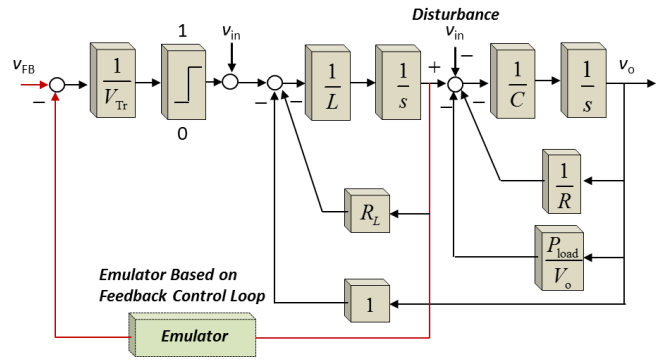 Disturbance
1
v_in
v_in
v_FB
−
1/V_Tr
0
−
−
1/L
1/s
+
−
−
−
1/C
1/s
v_o
R_L
1/R
P_load/V_o
1
Emulator Based on
Feedback Control Loop
Emulator